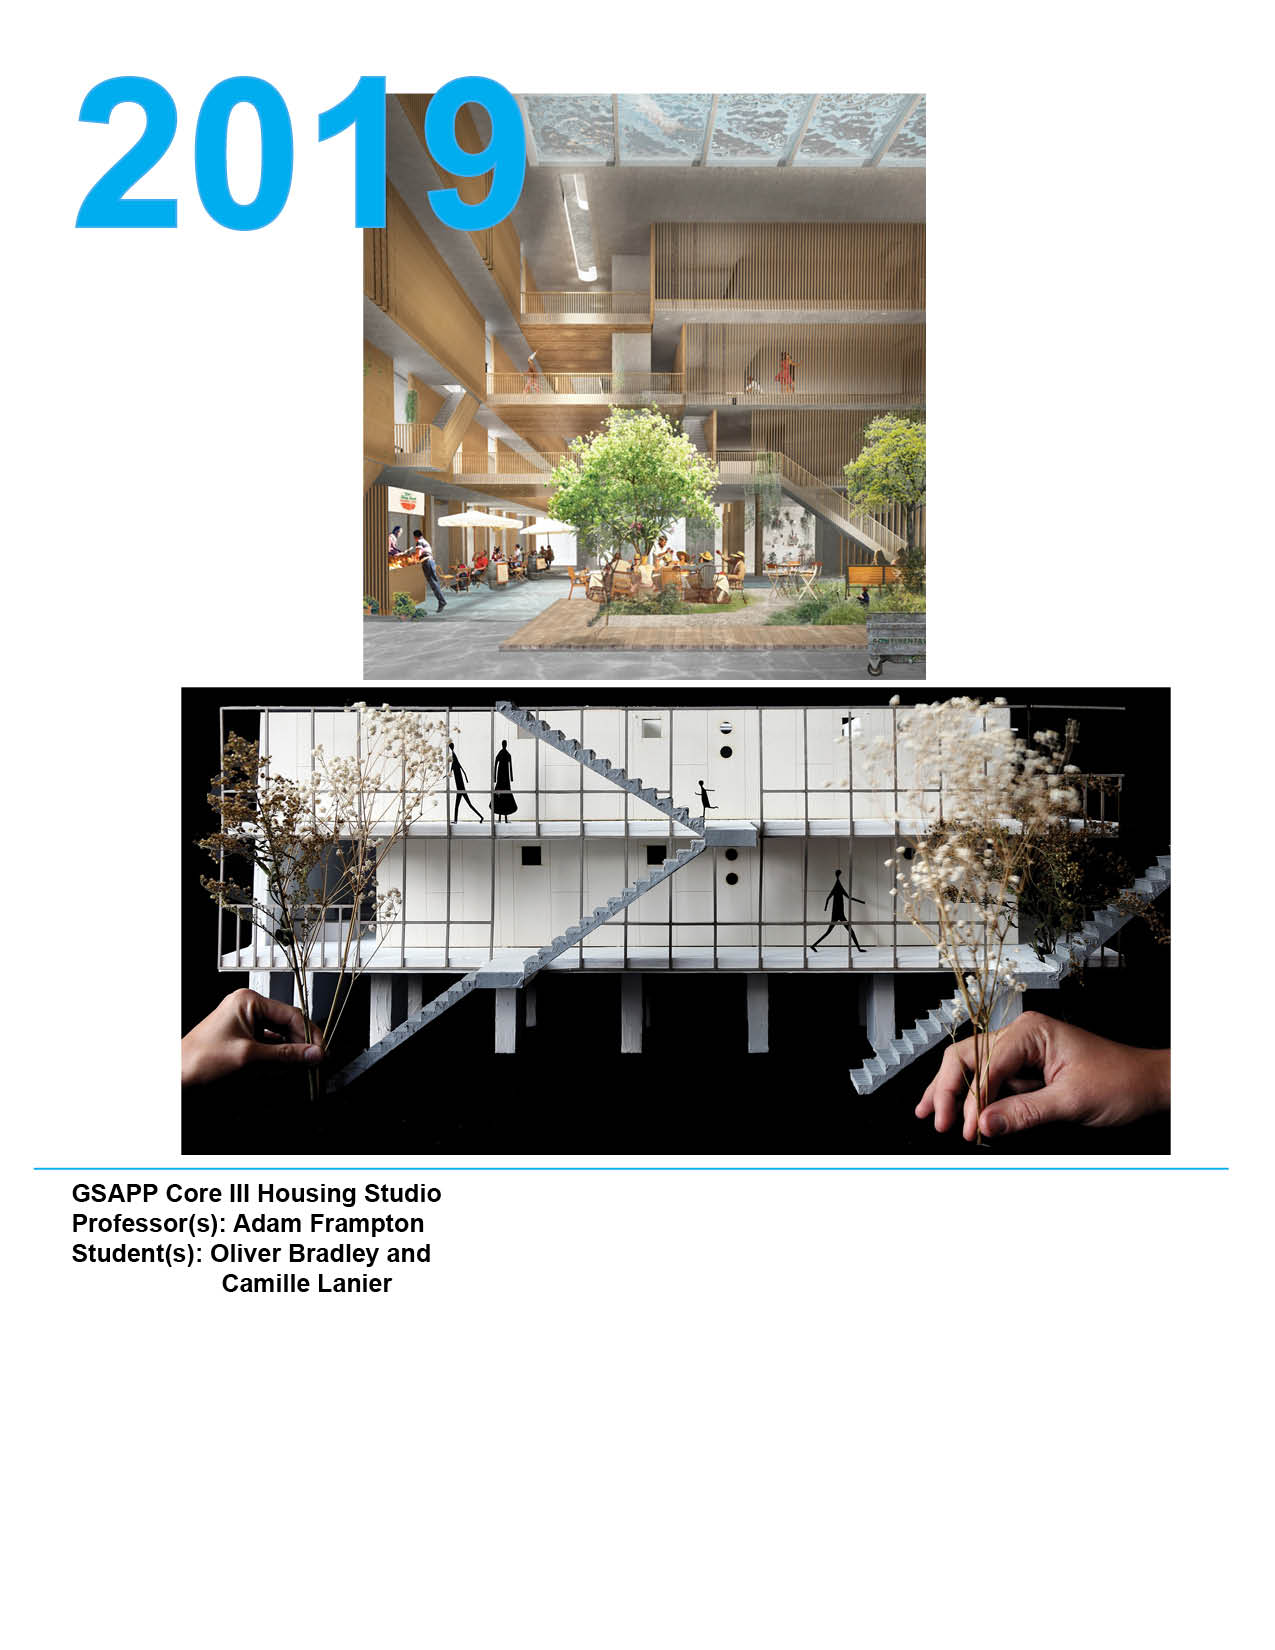 2019
GSAPP Core III Housing Studio
Professor(s): Adam Frampton
Student(s): Oliver Bradley and
Camille Lanier